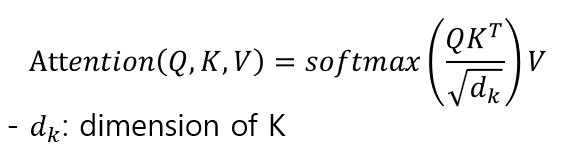 Attention(Q, K, V) = softmax(QK^T / √d_k)V
- d_k: dimension of K